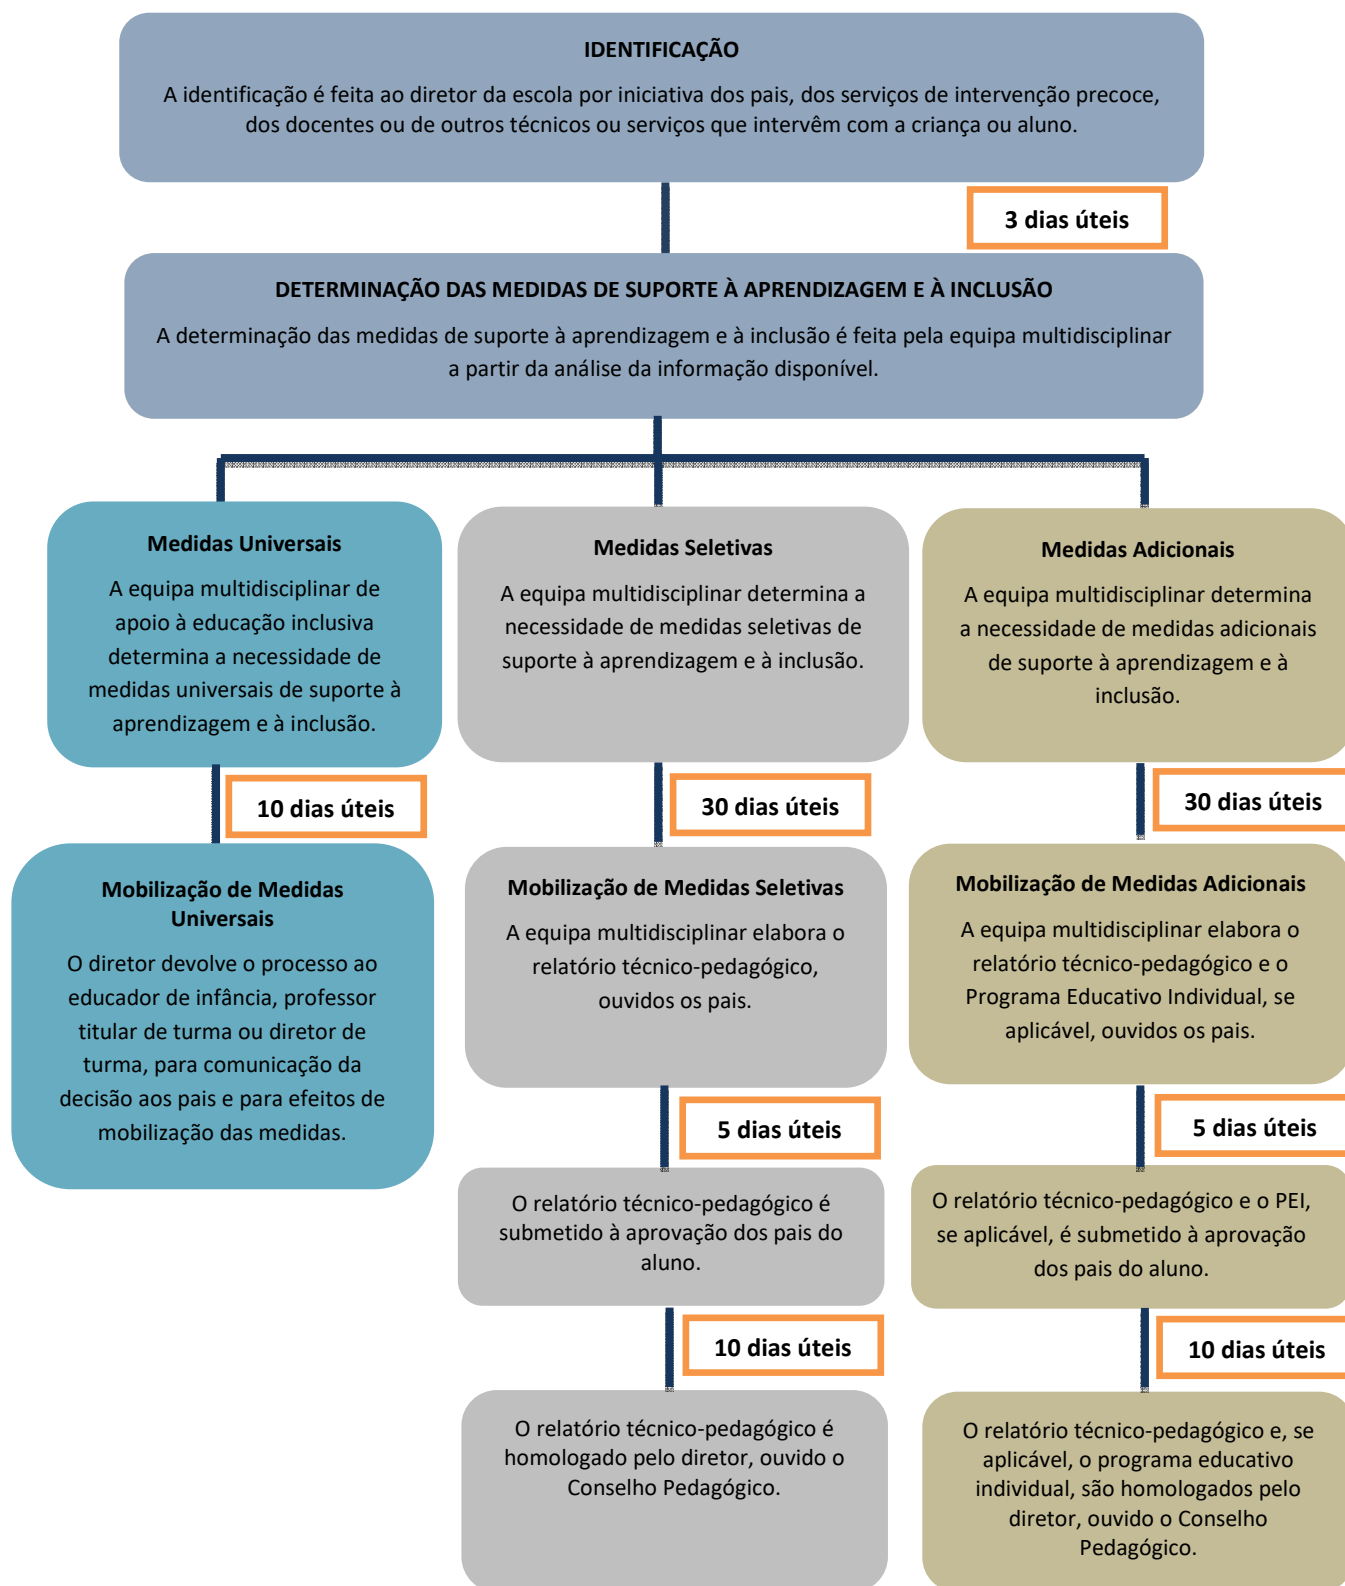 IDENTIFICAÇÃO
A identificação é feita ao diretor da escola por iniciativa dos pais, dos serviços de intervenção precoce,
dos docentes ou de outros técnicos ou serviços que intervêm com a criança ou aluno.
3 dias úteis
DETERMINAÇÃO DAS MEDIDAS DE SUPORTE À APRENDIZAGEM E À INCLUSÃO
A determinação das medidas de suporte à aprendizagem e à inclusão é feita pela equipa multidisciplinar
a partir da análise da informação disponível.
Medidas Universais
A equipa multidisciplinar de
apoio à educação inclusiva
determina a necessidade de
medidas universais de suporte à
aprendizagem e à inclusão.
10 dias úteis
Mobilização de Medidas
Universais
O diretor devolve o processo ao
educador de infância, professor
titular de turma ou diretor de
turma, para comunicação da
decisão aos pais e para efeitos de
mobilização das medidas.
Medidas Seletivas
A equipa multidisciplinar determina a
necessidade de medidas seletivas de
suporte à aprendizagem e à inclusão.
30 dias úteis
Mobilização de Medidas Seletivas
A equipa multidisciplinar elabora o
relatório técnico-pedagógico,
ouvidos os pais.
5 dias úteis
O relatório técnico-pedagógico é
submetido à aprovação dos pais do
aluno.
10 dias úteis
O relatório técnico-pedagógico é
homologado pelo diretor, ouvido o
Conselho Pedagógico.
Medidas Adicionais
A equipa multidisciplinar determina
a necessidade de medidas adicionais
de suporte à aprendizagem e à
inclusão.
30 dias úteis
Mobilização de Medidas Adicionais
A equipa multidisciplinar elabora o
relatório técnico-pedagógico e o
Programa Educativo Individual, se
aplicável, ouvidos os pais.
5 dias úteis
O relatório técnico-pedagógico e o PEI,
se aplicável, é submetido à aprovação
dos pais do aluno.
10 dias úteis
O relatório técnico-pedagógico e, se
aplicável, o programa educativo
individual, são homologados pelo
diretor, ouvido o Conselho
Pedagógico.